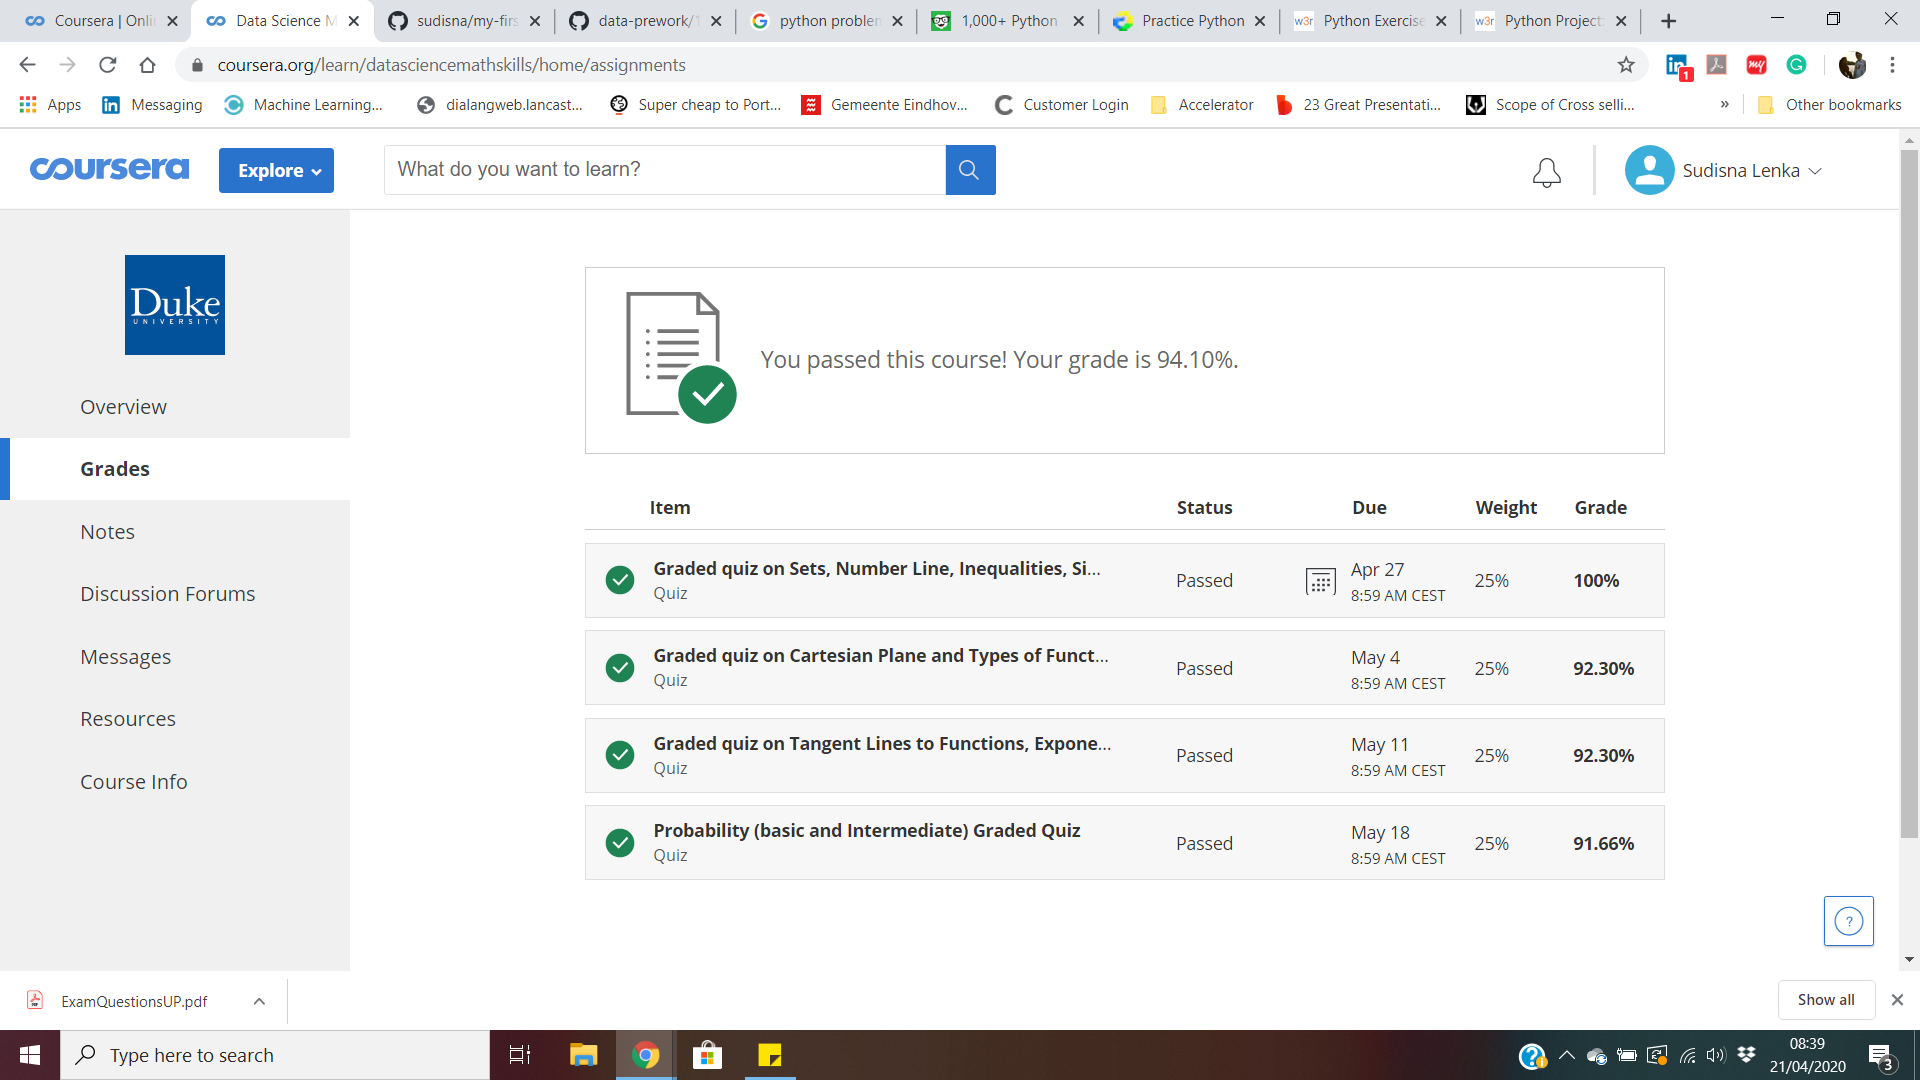 Coursera | Onli
Data Science M
sudisna/my-firs
data-prework/1
python problem
1,000+ Python
Practice Python
w3r Python Exercise
w3r Python Project
coursera.org/learn/datasciencemathskills/home/assignments
1
Apps
Messaging
Machine Learning...
dialangweb.lancast...
Super cheap to Port...
Gemeente Eindhov...
Customer Login
Accelerator
23 Great Presentati...
Scope of Cross selli...
»
Other bookmarks
coursera
Explore
What do you want to learn?
Sudisna Lenka
Duke
UNIVERSITY
Overview
Grades
Notes
Discussion Forums
Messages
Resources
Course Info
You passed this course! Your grade is 94.10%.
Item Status Due Weight Grade
Graded quiz on Sets, Number Line, Inequalities, Si...
Quiz
Passed
Apr 27
8:59 AM CEST
25%
100%
Graded quiz on Cartesian Plane and Types of Funct...
Quiz
Passed
May 4
8:59 AM CEST
25%
92.30%
Graded quiz on Tangent Lines to Functions, Expone...
Quiz
Passed
May 11
8:59 AM CEST
25%
92.30%
Probability (basic and Intermediate) Graded Quiz
Quiz
Passed
May 18
8:59 AM CEST
25%
91.66%
?
ExamQuestionsUP.pdf
Show all
Type here to search
08:39
21/04/2020
3